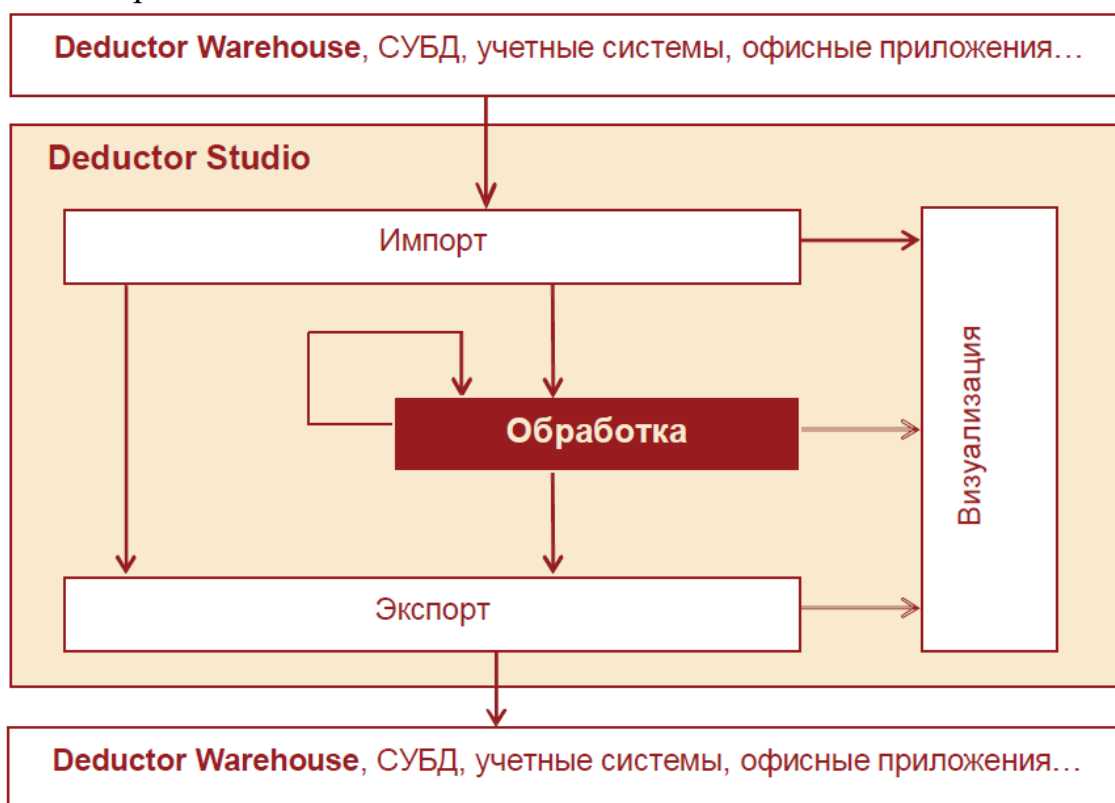 Deductor Warehouse, СУБД, учетные системы, офисные приложения…
Deductor Studio
Импорт
Обработка
Визуализация
Экспорт
Deductor Warehouse, СУБД, учетные системы, офисные приложения…